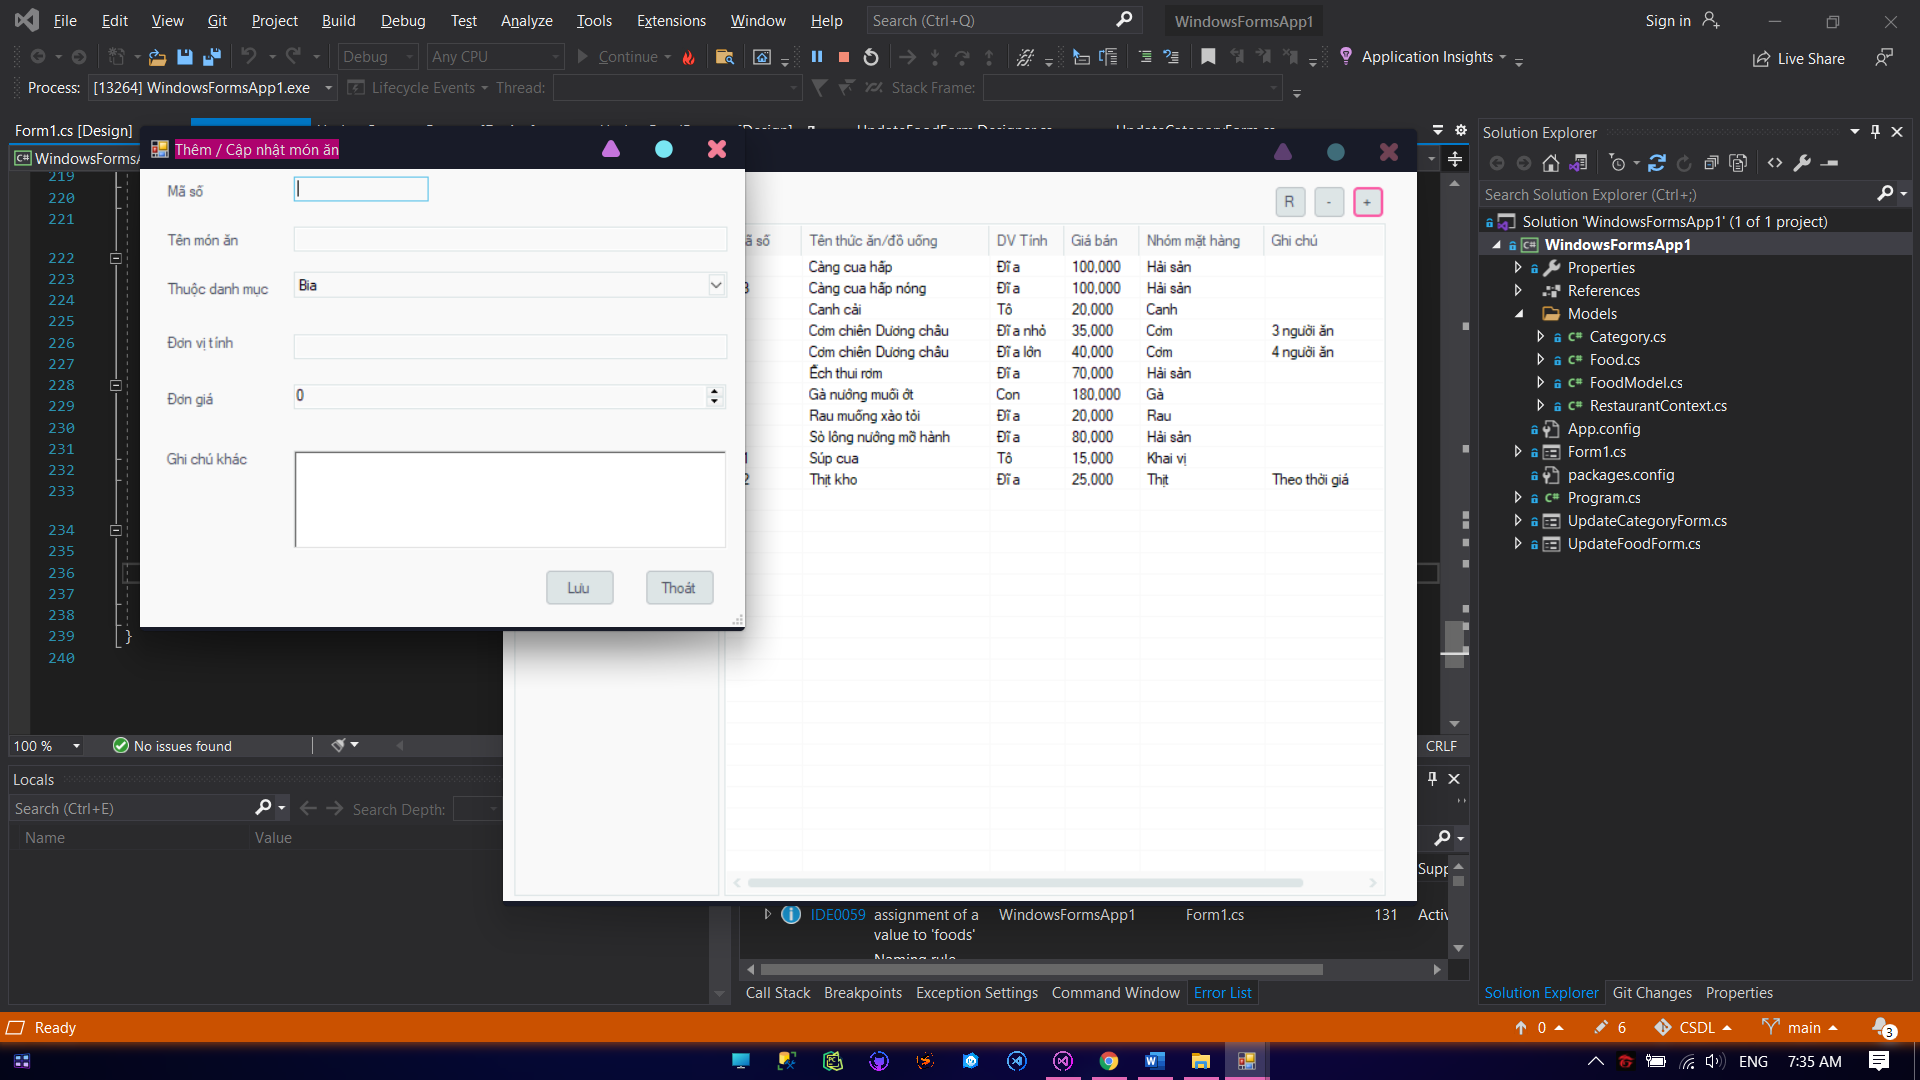 File Edit View Git Project Build Debug Test Analyze Tools Extensions Window Help Search (Ctrl+Q) WindowsFormsApp1 Sign in
Debug Any CPU Continue Application Insights Live Share
Process: [13264] WindowsFormsApp1.exe Lifecycle Events Thread: Stack Frame:
Form1.cs [Design]
WindowsFormsA
Thêm / Cập nhật món ăn
Mã số
Tên món ăn
Thuộc danh mục Bia
Đơn vị tính
Đơn giá 0
Ghi chú khác
Lưu Thoát
R - +
ã số Tên thức ăn/đồ uống DV Tính Giá bán Nhóm mặt hàng Ghi chú
Càng cua hấp Đĩa 100,000 Hải sản
3 Càng cua hấp nóng Đĩa 100,000 Hải sản
Canh cải Tô 20,000 Canh
Cơm chiên Dương châu Đĩa nhỏ 35,000 Cơm 3 người ăn
Cơm chiên Dương châu Đĩa lớn 40,000 Cơm 4 người ăn
Ếch thui rơm Đĩa 70,000 Hải sản
Gà nướng muối ớt Con 180,000 Gà
Rau muống xào tỏi Đĩa 20,000 Rau
Sò lông nướng mỡ hành Đĩa 80,000 Hải sản
1 Súp cua Tô 15,000 Khai vị
2 Thịt kho Đĩa 25,000 Thịt Theo thời giá
219
220
221
222
223
224
225
226
227
228
229
230
231
232
233
234
235
236
237
238
239 }
240
100 % No issues found CRLF
Locals
Search (Ctrl+E) Search Depth:
Name Value
Supp
IDE0059 assignment of a WindowsFormsApp1 Form1.cs 131 Activ
value to 'foods'
Naming rule
Call Stack Breakpoints Exception Settings Command Window Error List
Solution Explorer
Search Solution Explorer (Ctrl+;)
Solution 'WindowsFormsApp1' (1 of 1 project)
WindowsFormsApp1
Properties
References
Models
Category.cs
Food.cs
FoodModel.cs
RestaurantContext.cs
App.config
Form1.cs
packages.config
Program.cs
UpdateCategoryForm.cs
UpdateFoodForm.cs
Solution Explorer Git Changes Properties
Ready 0 6 CSDL main 3
ENG 7:35 AM